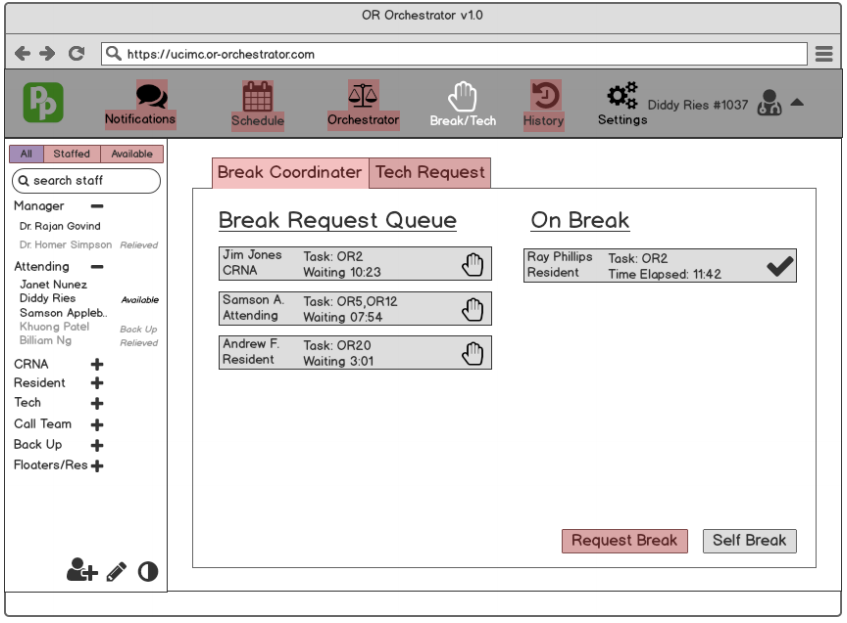 OR Orchestrator v1.0
https://ucimc.or-orchestrator.com
Pp
Notifications
Schedule
Orchestrator
Break/Tech
History
Settings
Diddy Ries #1037
All Staffed Available
search staff
Manager
Dr. Rajan Govind
Dr. Homer Simpson Relieved
Attending
Janet Nunez
Diddy Ries Available
Samson Appleb..
Khuong Patel Back Up
Billiam Ng Relieved
CRNA
Resident
Tech
Call Team
Back Up
Floaters/Res
Break Coordinater Tech Request
Break Request Queue
Jim Jones Task: OR2
CRNA Waiting 10:23
Samson A. Task: OR5,OR12
Attending Waiting 07:54
Andrew F. Task: OR20
Resident Waiting 3:01
On Break
Ray Phillips Task: OR2
Resident Time Elapsed: 11:42
Request Break Self Break